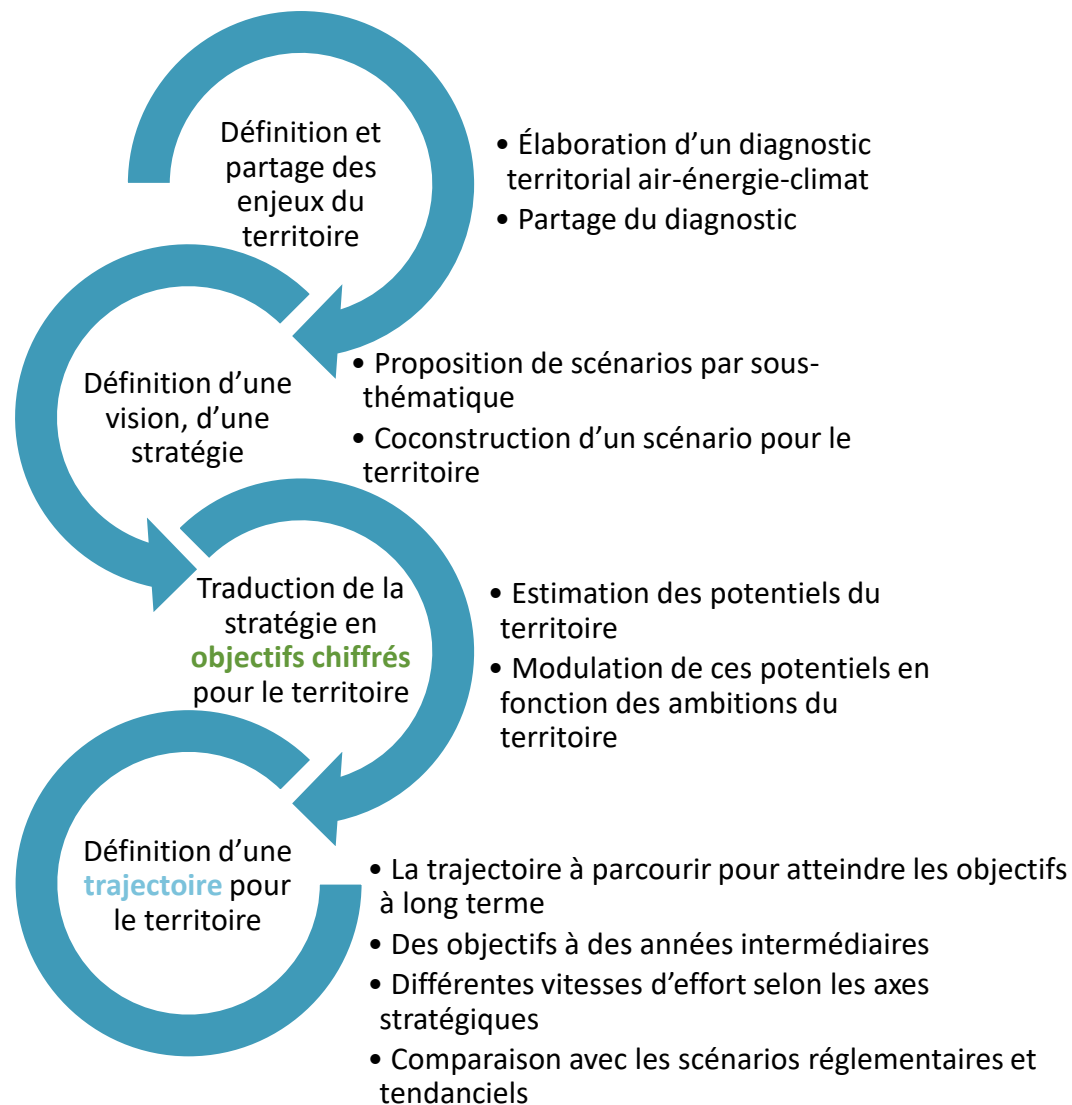 Définition et
partage des
enjeux du
territoire
• Élaboration d’un diagnostic
territorial air-énergie-climat
• Partage du diagnostic
Définition d’une
vision, d’une
stratégie
• Proposition de scénarios par sous-
thématique
• Coconstruction d’un scénario pour le
territoire
Traduction de la
stratégie en
objectifs chiffrés
pour le territoire
• Estimation des potentiels du
territoire
• Modulation de ces potentiels en
fonction des ambitions du
territoire
Définition d’une
trajectoire pour
le territoire
• La trajectoire à parcourir pour atteindre les objectifs
à long terme
• Des objectifs à des années intermédiaires
• Différentes vitesses d’effort selon les axes
stratégiques
• Comparaison avec les scénarios réglementaires et
tendanciels